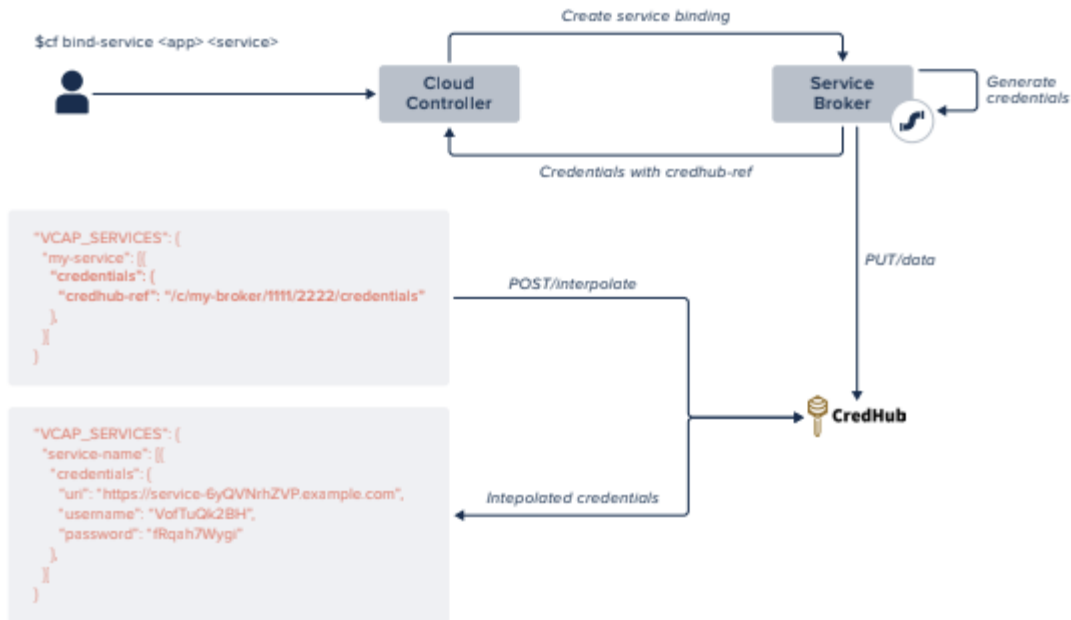 Create service binding
$cf bind-service <app> <service>
Cloud
Controller
Service
Broker
Generate
credentials
Credentials with credhub-ref
"VCAP_SERVICES": {
"my-service": [{
"credentials": {
"credhub-ref": "/c/my-broker/1111/2222/credentials"
},
}[
}
POST/interpolate
PUT/data
CredHub
"VCAP_SERVICES": {
"service-name": [{
"credentials": {
"uri": "https://service-6yQVNrhZVP.example.com",
"username": "VofTuQk2BH",
"password": "fRqah7Wygi"
},
}[
}
Intepolated credentials